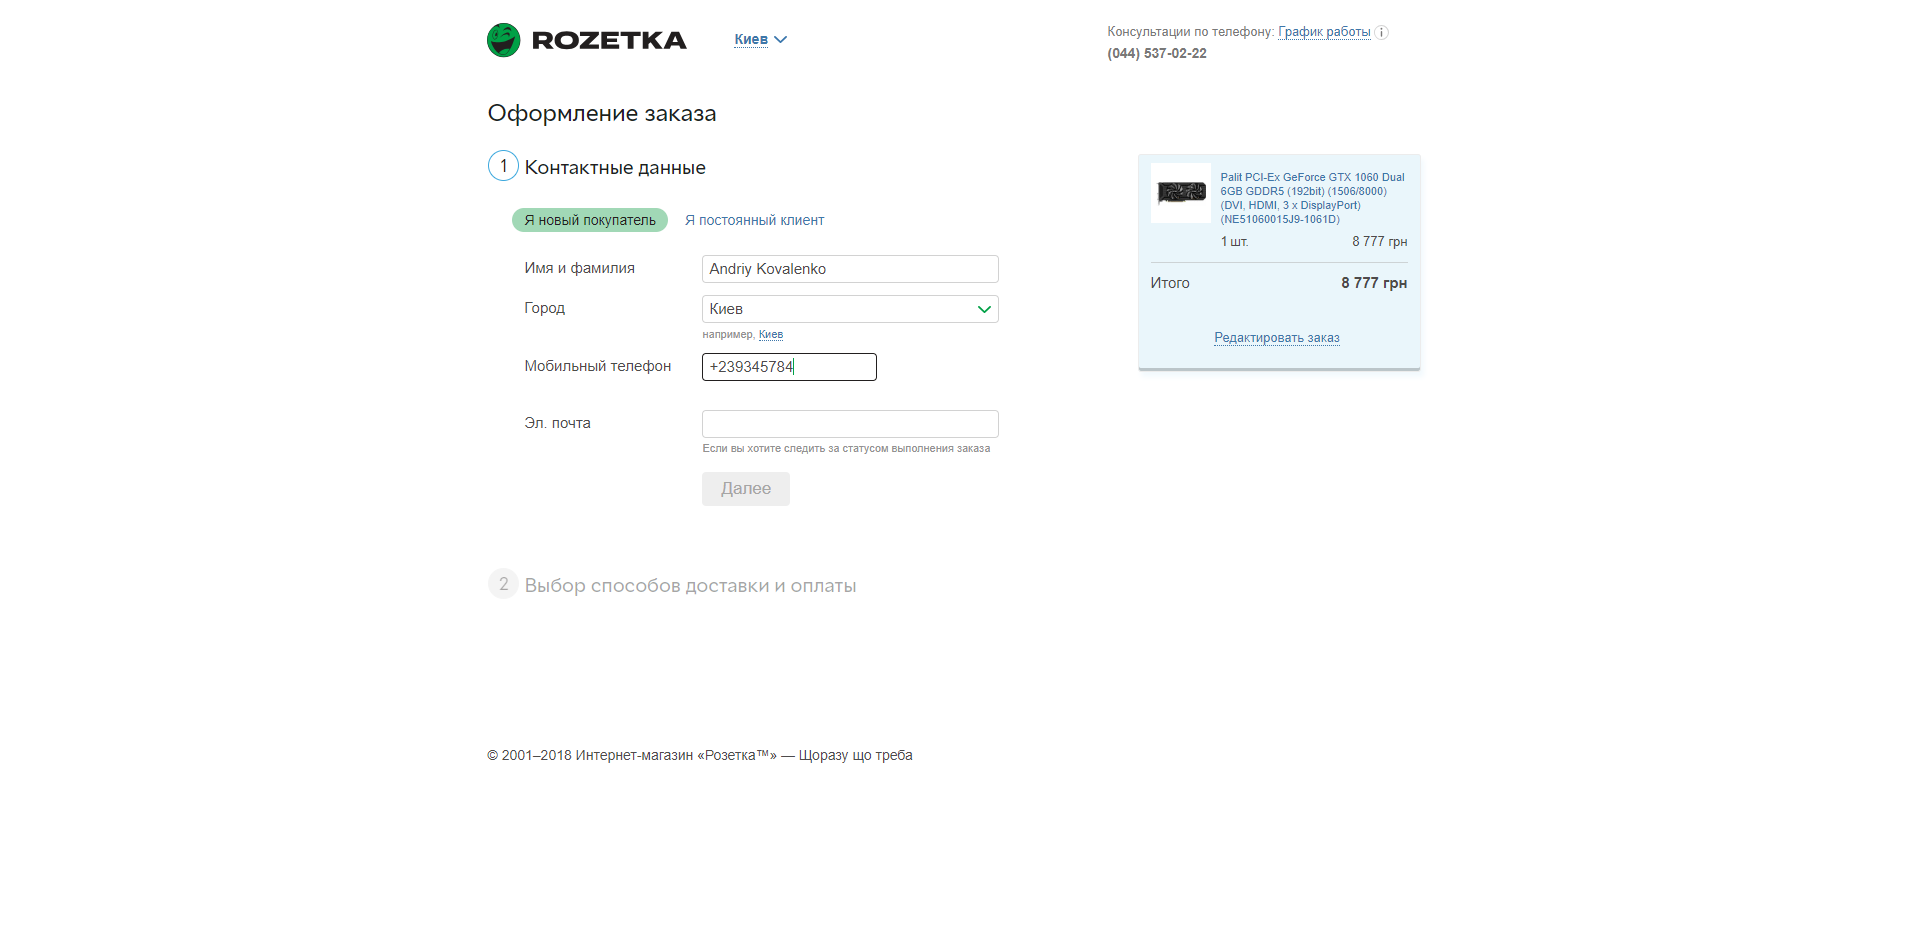 ROZETKA
Киев
Консультации по телефону: График работы i
(044) 537-02-22
Оформление заказа
1 Контактные данные
Я новый покупатель Я постоянный клиент
Имя и фамилия Andriy Kovalenko
Город Киев
например, Киев
Мобильный телефон +239345784
Эл. почта
Если вы хотите следить за статусом выполнения заказа
Далее
Palit PCI-Ex GeForce GTX 1060 Dual
6GB GDDR5 (192bit) (1506/8000)
(DVI, HDMI, 3 x DisplayPort)
(NE51060015J9-1061D)
1 шт. 8 777 грн
Итого 8 777 грн
Редактировать заказ
2 Выбор способов доставки и оплаты
© 2001–2018 Интернет-магазин «Розетка™» — Щоразу що треба